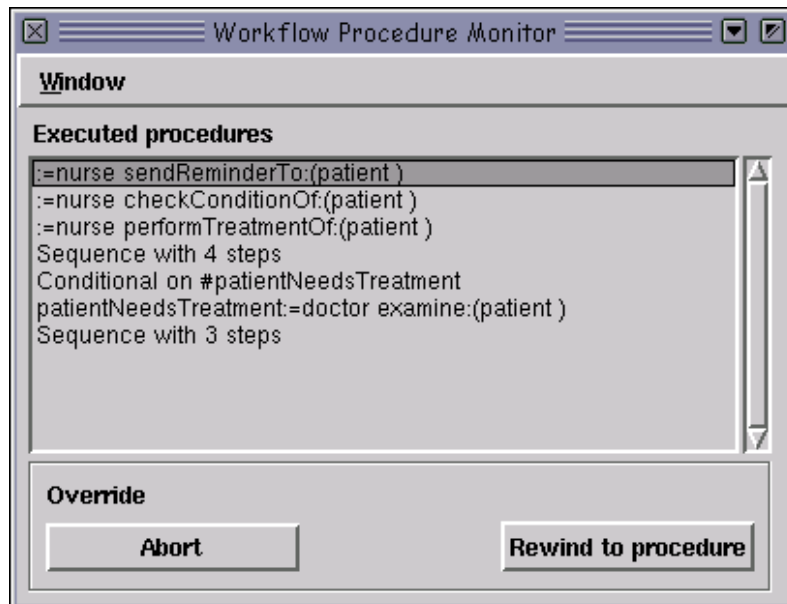 Workflow Procedure Monitor
Window
Executed procedures
:=nurse sendReminderTo:(patient )
:=nurse checkConditionOf:(patient )
:=nurse performTreatmentOf:(patient )
Sequence with 4 steps
Conditional on #patientNeedsTreatment
patientNeedsTreatment:=doctor examine:(patient )
Sequence with 3 steps
Override
Abort
Rewind to procedure